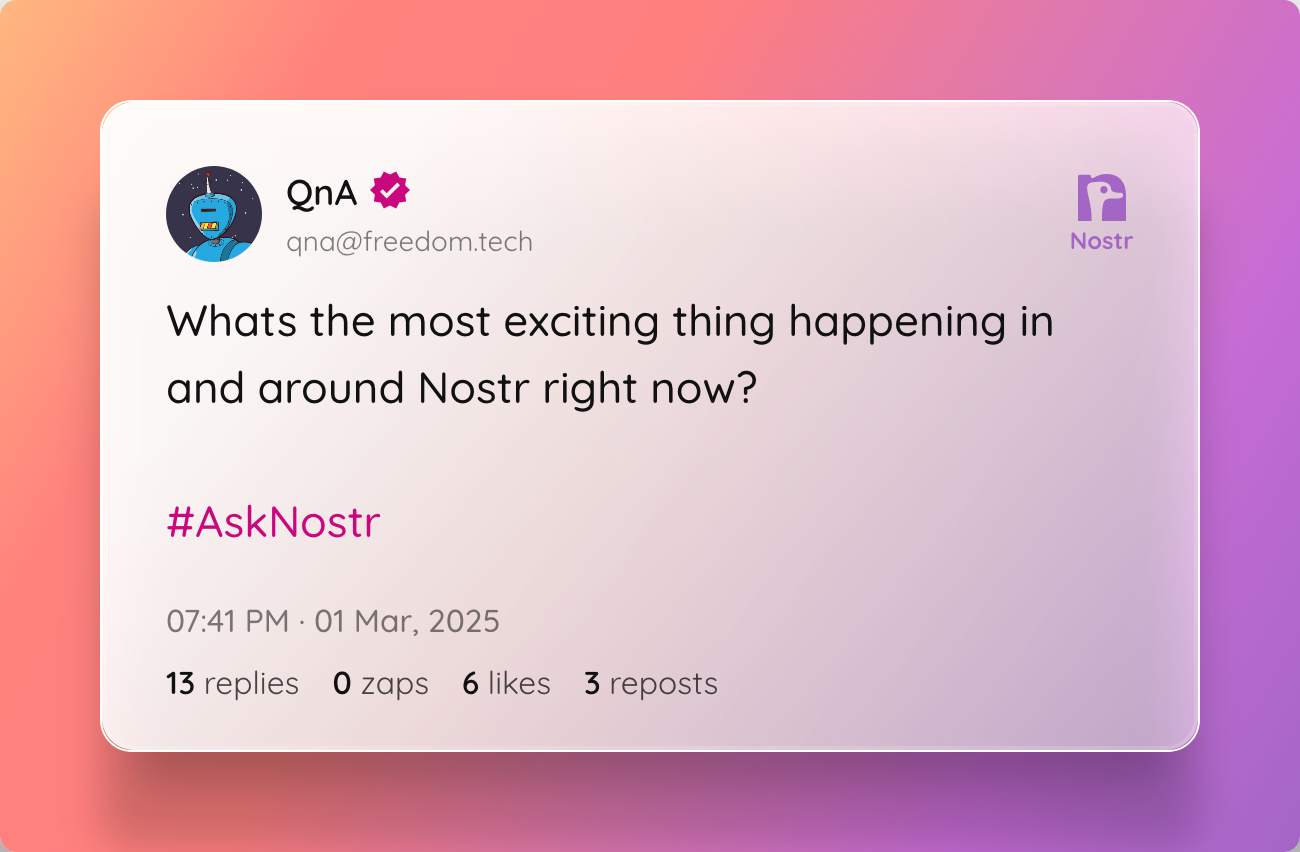 QnA
qna@freedom.tech
Nostr
Whats the most exciting thing happening in
and around Nostr right now?
#AskNostr
07:41 PM · 01 Mar, 2025
13 replies 0 zaps 6 likes 3 reposts